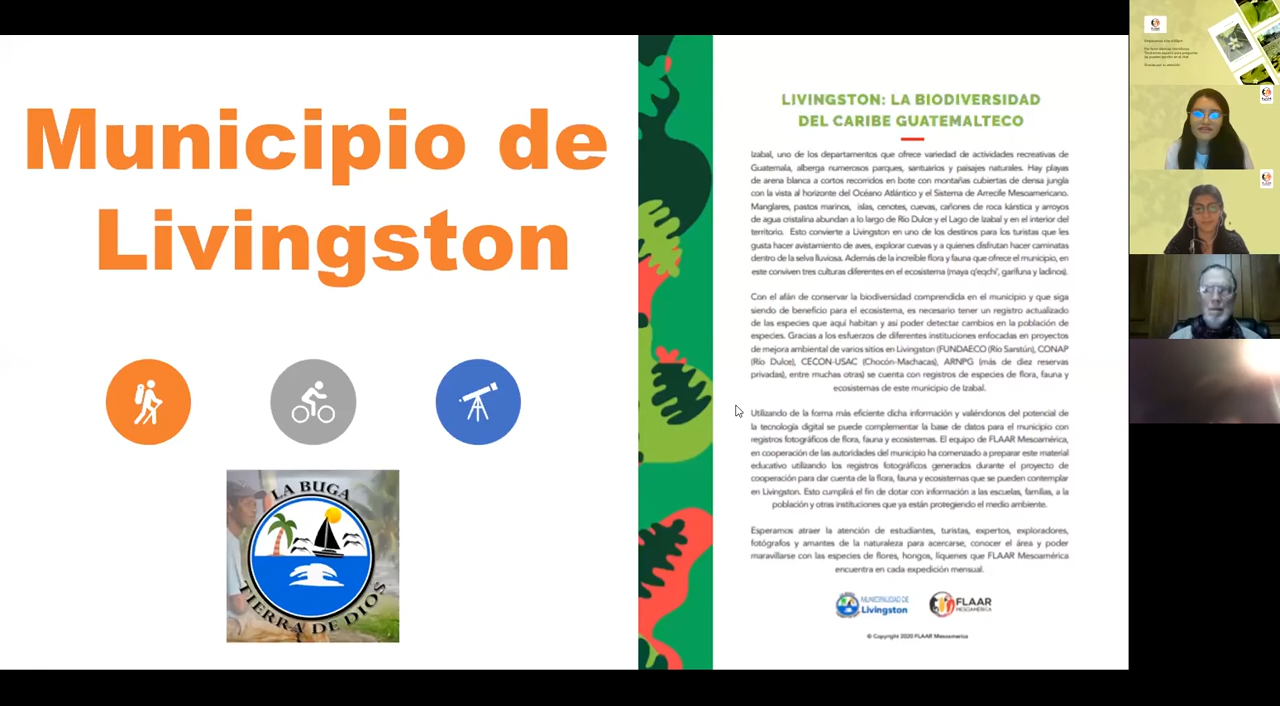 Municipio de
Livingston
LA BUGA
TIERRA DE DIOS
LIVINGSTON: LA BIODIVERSIDAD
DEL CARIBE GUATEMALTECO
Izabal, uno de los departamentos que ofrece variedad de actividades recreativas de
Guatemala, alberga numerosos parques, santuarios y paisajes naturales. Hay playas
de arena blanca a cortos recorridos en bote con montañas cubiertas de densa jungla
con la vista al horizonte del Océano Atlántico y el Sistema de Arrecife Mesoamericano.
Manglares, pastos marinos, islas, cenotes, cuevas, cañones de roca kárstica y arroyos
de agua cristalina abundan a lo largo de Río Dulce y el Lago de Izabal y en el interior del
territorio. Esto convierte a Livingston en uno de los destinos para los turistas que les
gusta hacer avistamiento de aves, explorar cuevas y a quienes disfrutan hacer caminatas
dentro de la selva lluviosa. Además de la increíble flora y fauna que ofrece el municipio, en
este conviven tres culturas diferentes en el ecosistema (maya q'eqchi', garífuna y ladinos).
Con el afán de conservar la biodiversidad comprendida en el municipio y que siga
siendo de beneficio para el ecosistema, es necesario tener un registro actualizado
de las especies que aquí habitan y así poder detectar cambios en la población de
especies. Gracias a los esfuerzos de diferentes instituciones enfocadas en proyectos
de mejora ambiental de varios sitios en Livingston (FUNDAECO (Río Sarstún), CONAP
(Río Dulce), CECON-USAC (Chocón-Machacas), ARNPG (más de diez reservas
privadas), entre muchas otras) se cuenta con registros de especies de flora, fauna y
ecosistemas de este municipio de Izabal.
Utilizando de la forma más eficiente dicha información y valiéndonos del potencial de
la tecnología digital se puede complementar la base de datos para el municipio con
registros fotográficos de flora, fauna y ecosistemas. El equipo de FLAAR Mesoamérica,
en cooperación de las autoridades del municipio ha comenzado a preparar este material
educativo utilizando los registros fotográficos generados durante el proyecto de
cooperación para dar cuenta de la flora, fauna y ecosistemas que se pueden contemplar
en Livingston. Esto cumplirá el fin de dotar con información a las escuelas, familias, a la
población y otras instituciones que ya están protegiendo el medio ambiente.
Esperamos atraer la atención de estudiantes, turistas, expertos, exploradores,
fotógrafos y amantes de la naturaleza para acercarse, conocer el área y poder
maravillarse con las especies de flores, hongos, líquenes que FLAAR Mesoamérica
encuentra en cada expedición mensual.
MUNICIPALIDAD DE
Livingston
FLAAR
MESOAMÉRICA
© Copyright 2020 FLAAR Mesoamerica